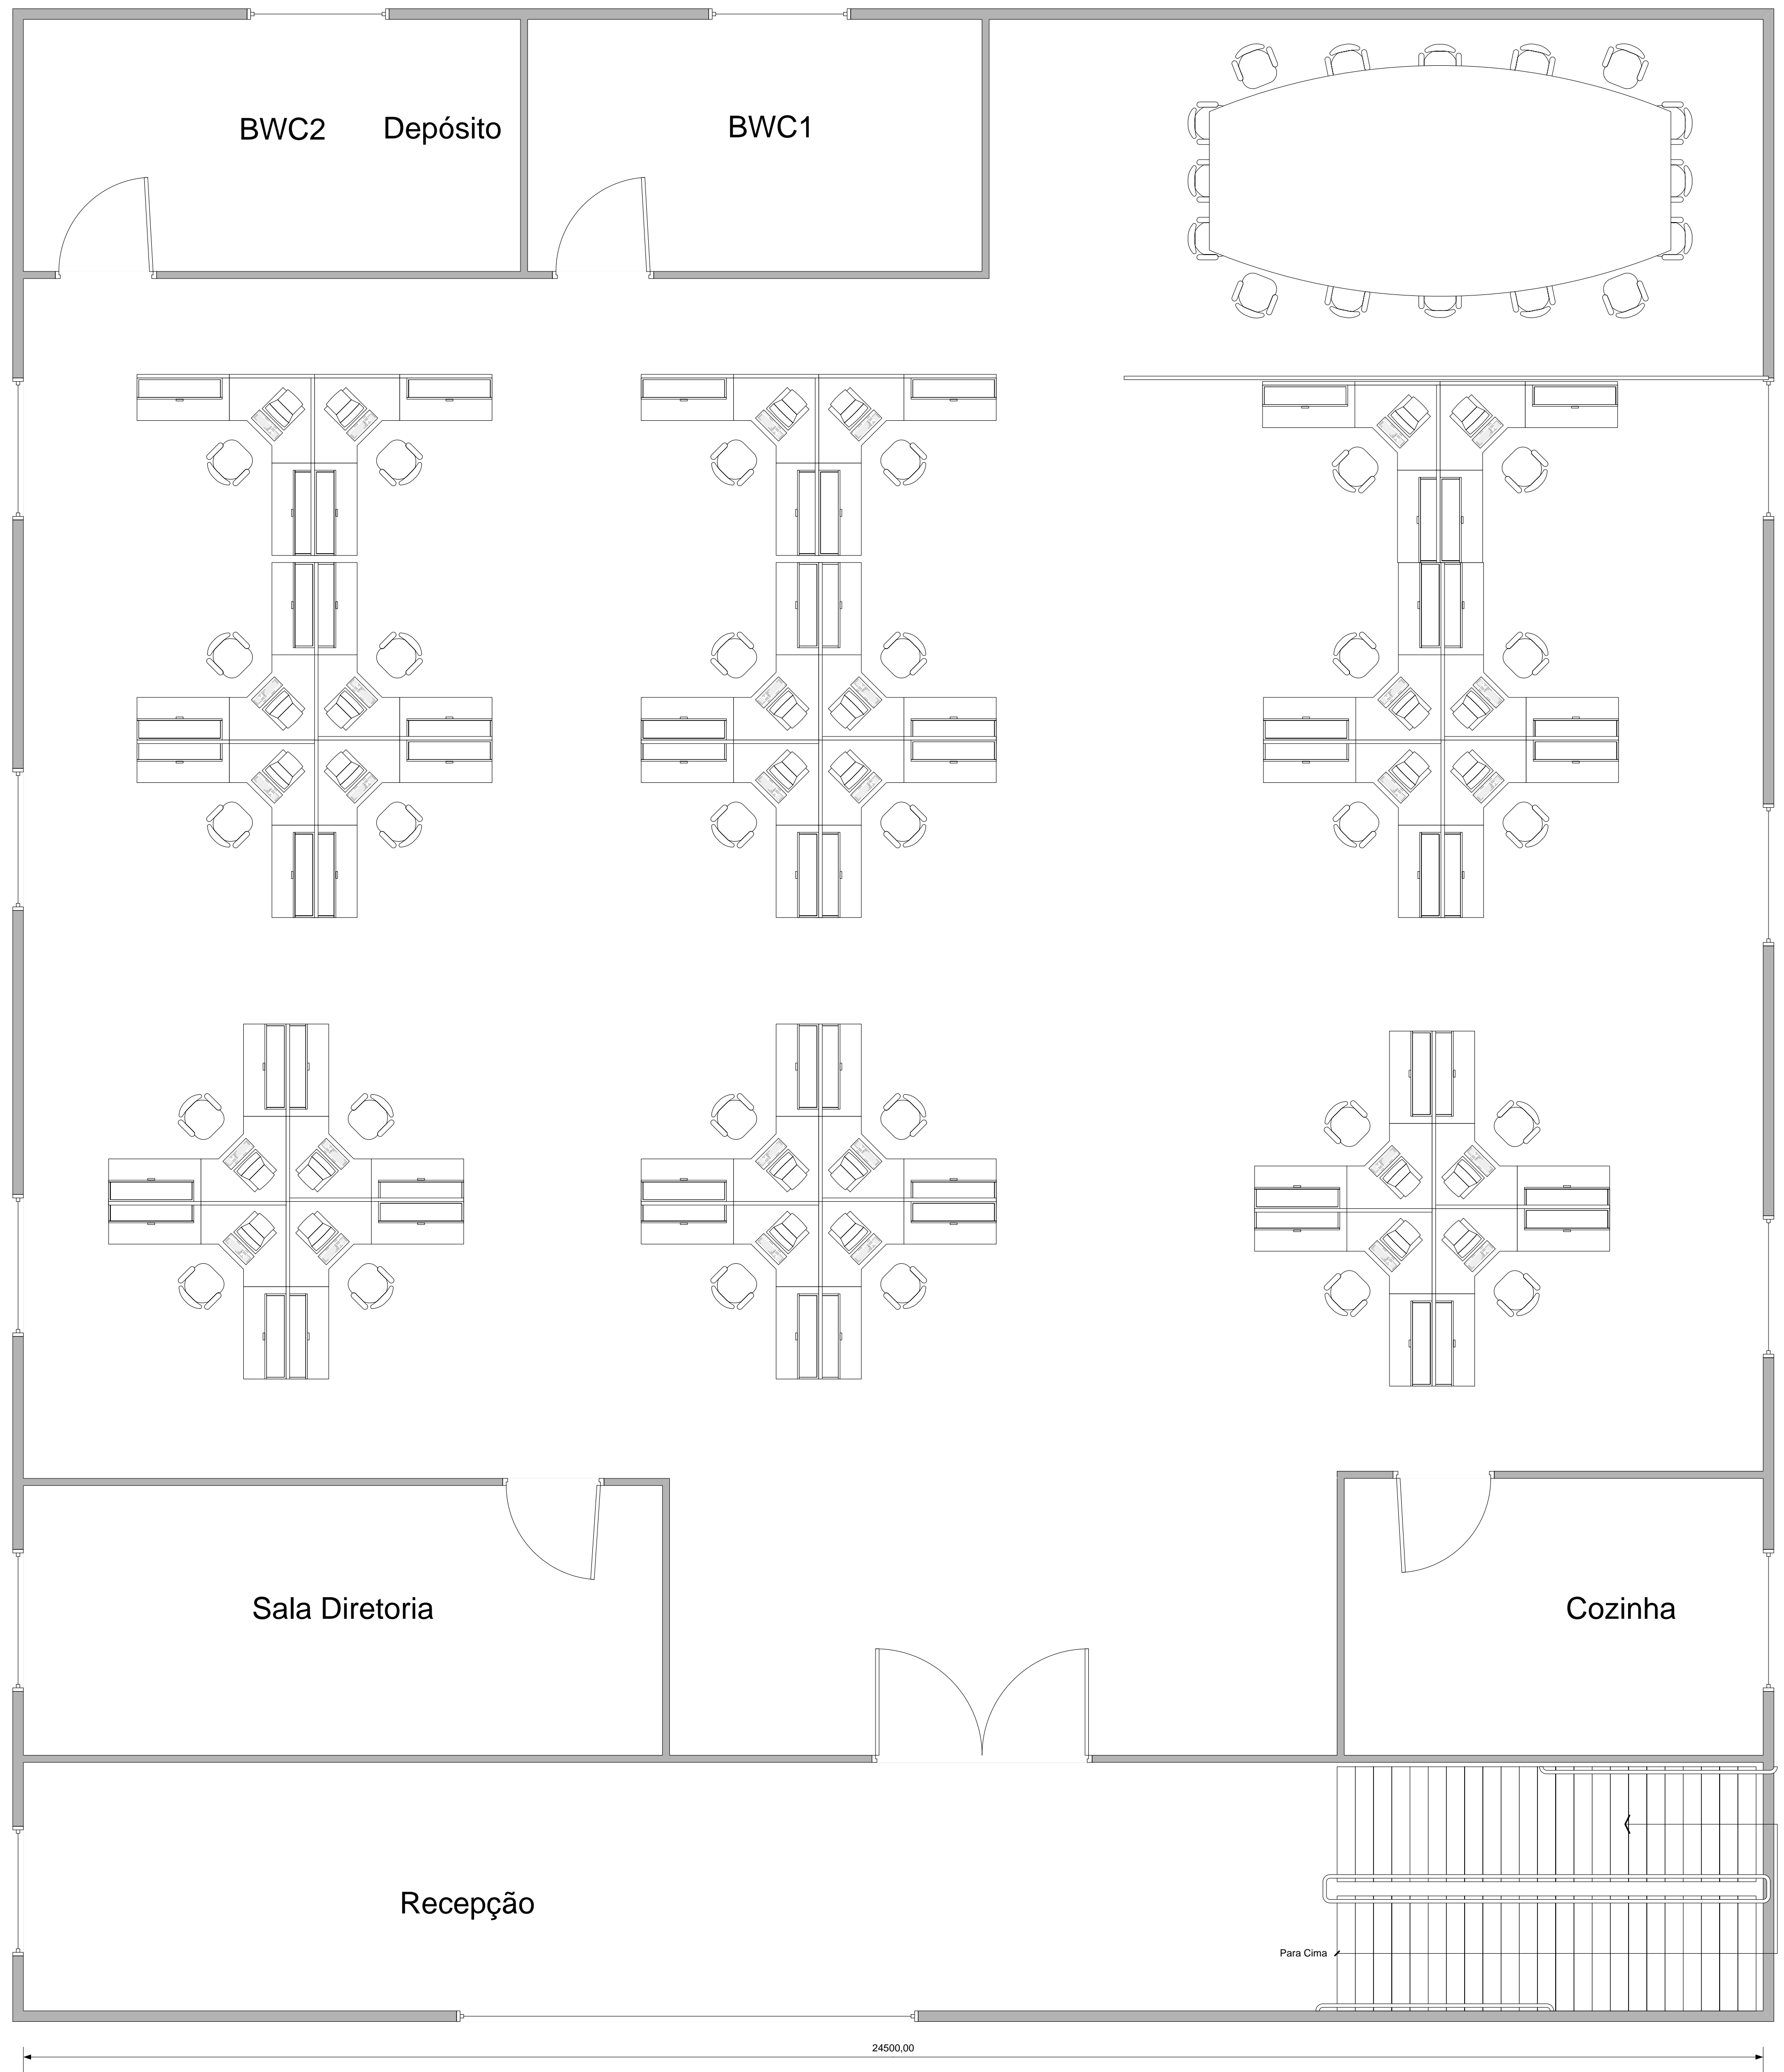 BWC2
Depósito
BWC1
Sala Diretoria
Cozinha
Recepção
Para Cima
24500,00